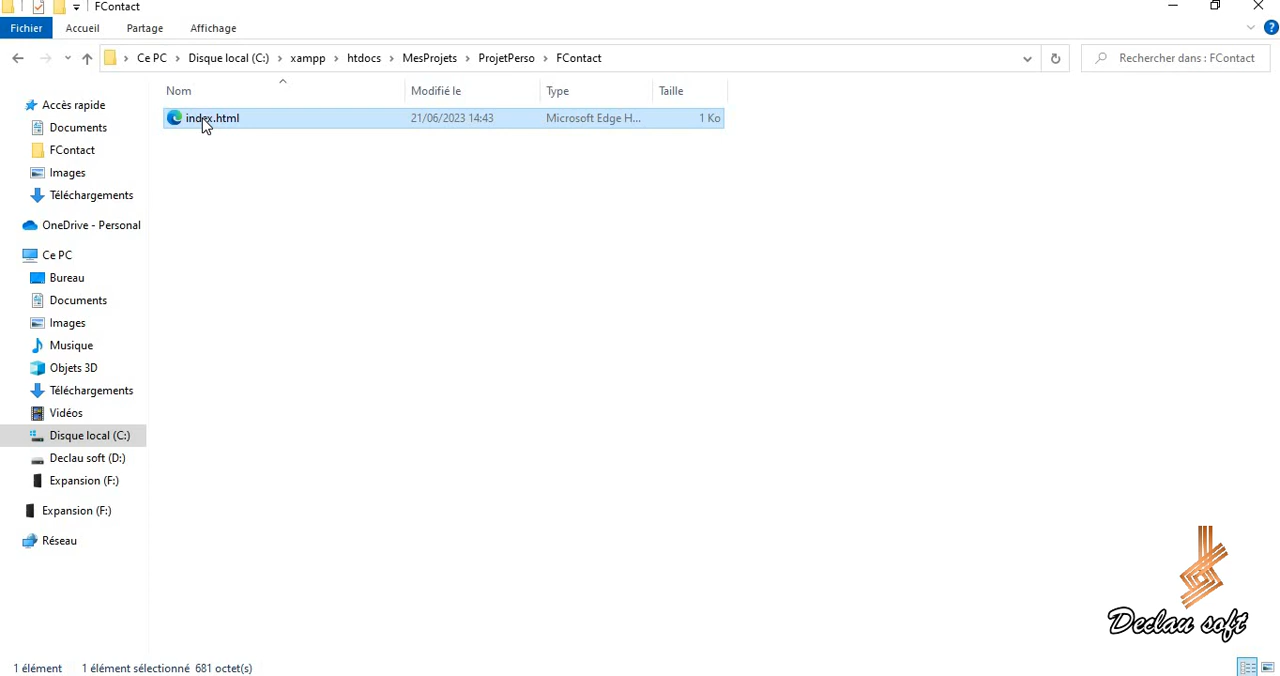 FContact
Fichier Accueil Partage Affichage
Ce PC Disque local (C:) xampp htdocs MesProjets ProjetPerso FContact Rechercher dans : FContact
Nom Modifié le Type Taille
index.html 21/06/2023 14:43 Microsoft Edge H... 1 Ko
Accès rapide
Documents
FContact
Images
Téléchargements
OneDrive - Personal
Ce PC
Bureau
Documents
Images
Musique
Objets 3D
Téléchargements
Vidéos
Disque local (C:)
Declau soft (D:)
Expansion (F:)
Expansion (F:)
Réseau
Declau soft
1 élément 1 élément sélectionné 681 octet(s)